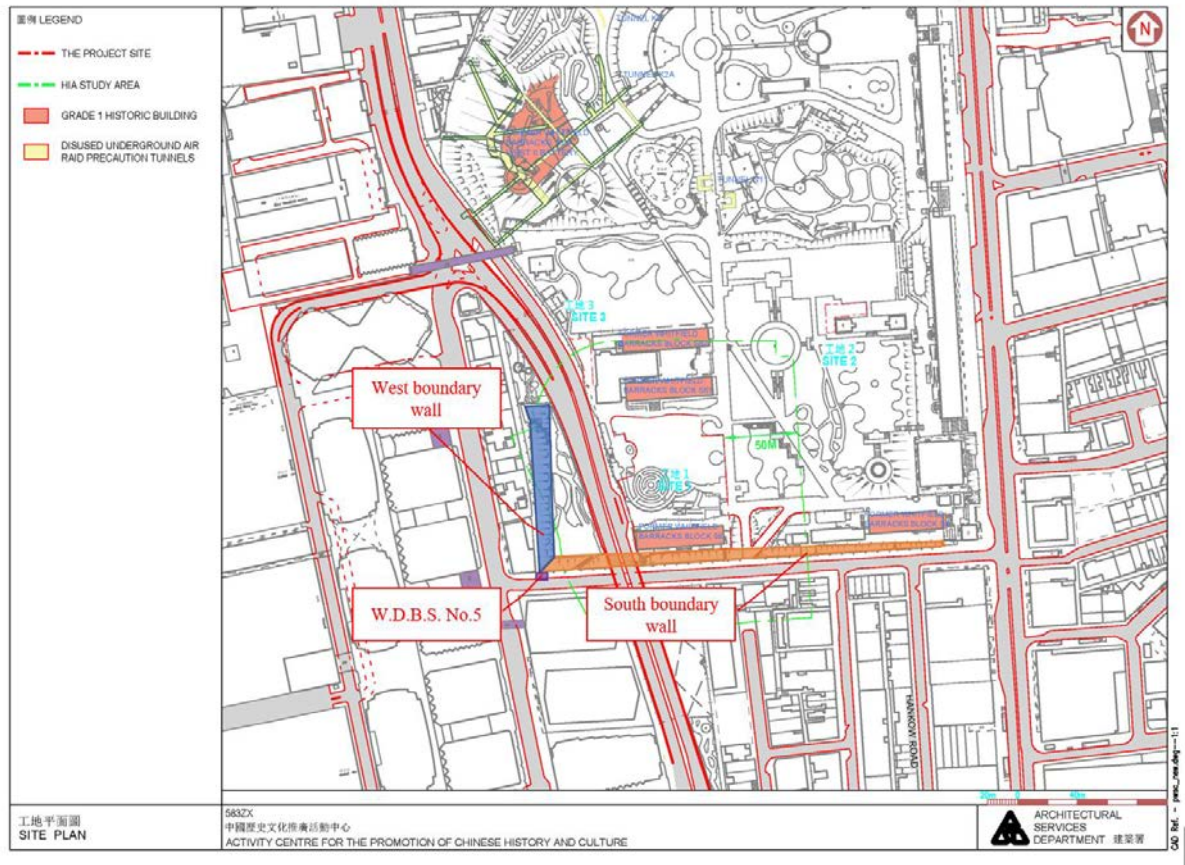 圖例 LEGEND
THE PROJECT SITE
HIA STUDY AREA
GRADE 1 HISTORIC BUILDING
DISUSED UNDERGROUND AIR
RAID PRECAUTION TUNNELS
N
工地 3
SITE 3
工地 2
SITE 2
West boundary
wall
50M
工地 1
SITE 1
W.D.B.S. No.5
South boundary
wall
HANKOW ROAD
20m 0 40m
工地平面圖
SITE PLAN
583ZX
中國歷史文化推廣活動中心
ACTIVITY CENTRE FOR THE PROMOTION OF CHINESE HISTORY AND CULTURE
ARCHITECTURAL
SERVICES
DEPARTMENT 建築署